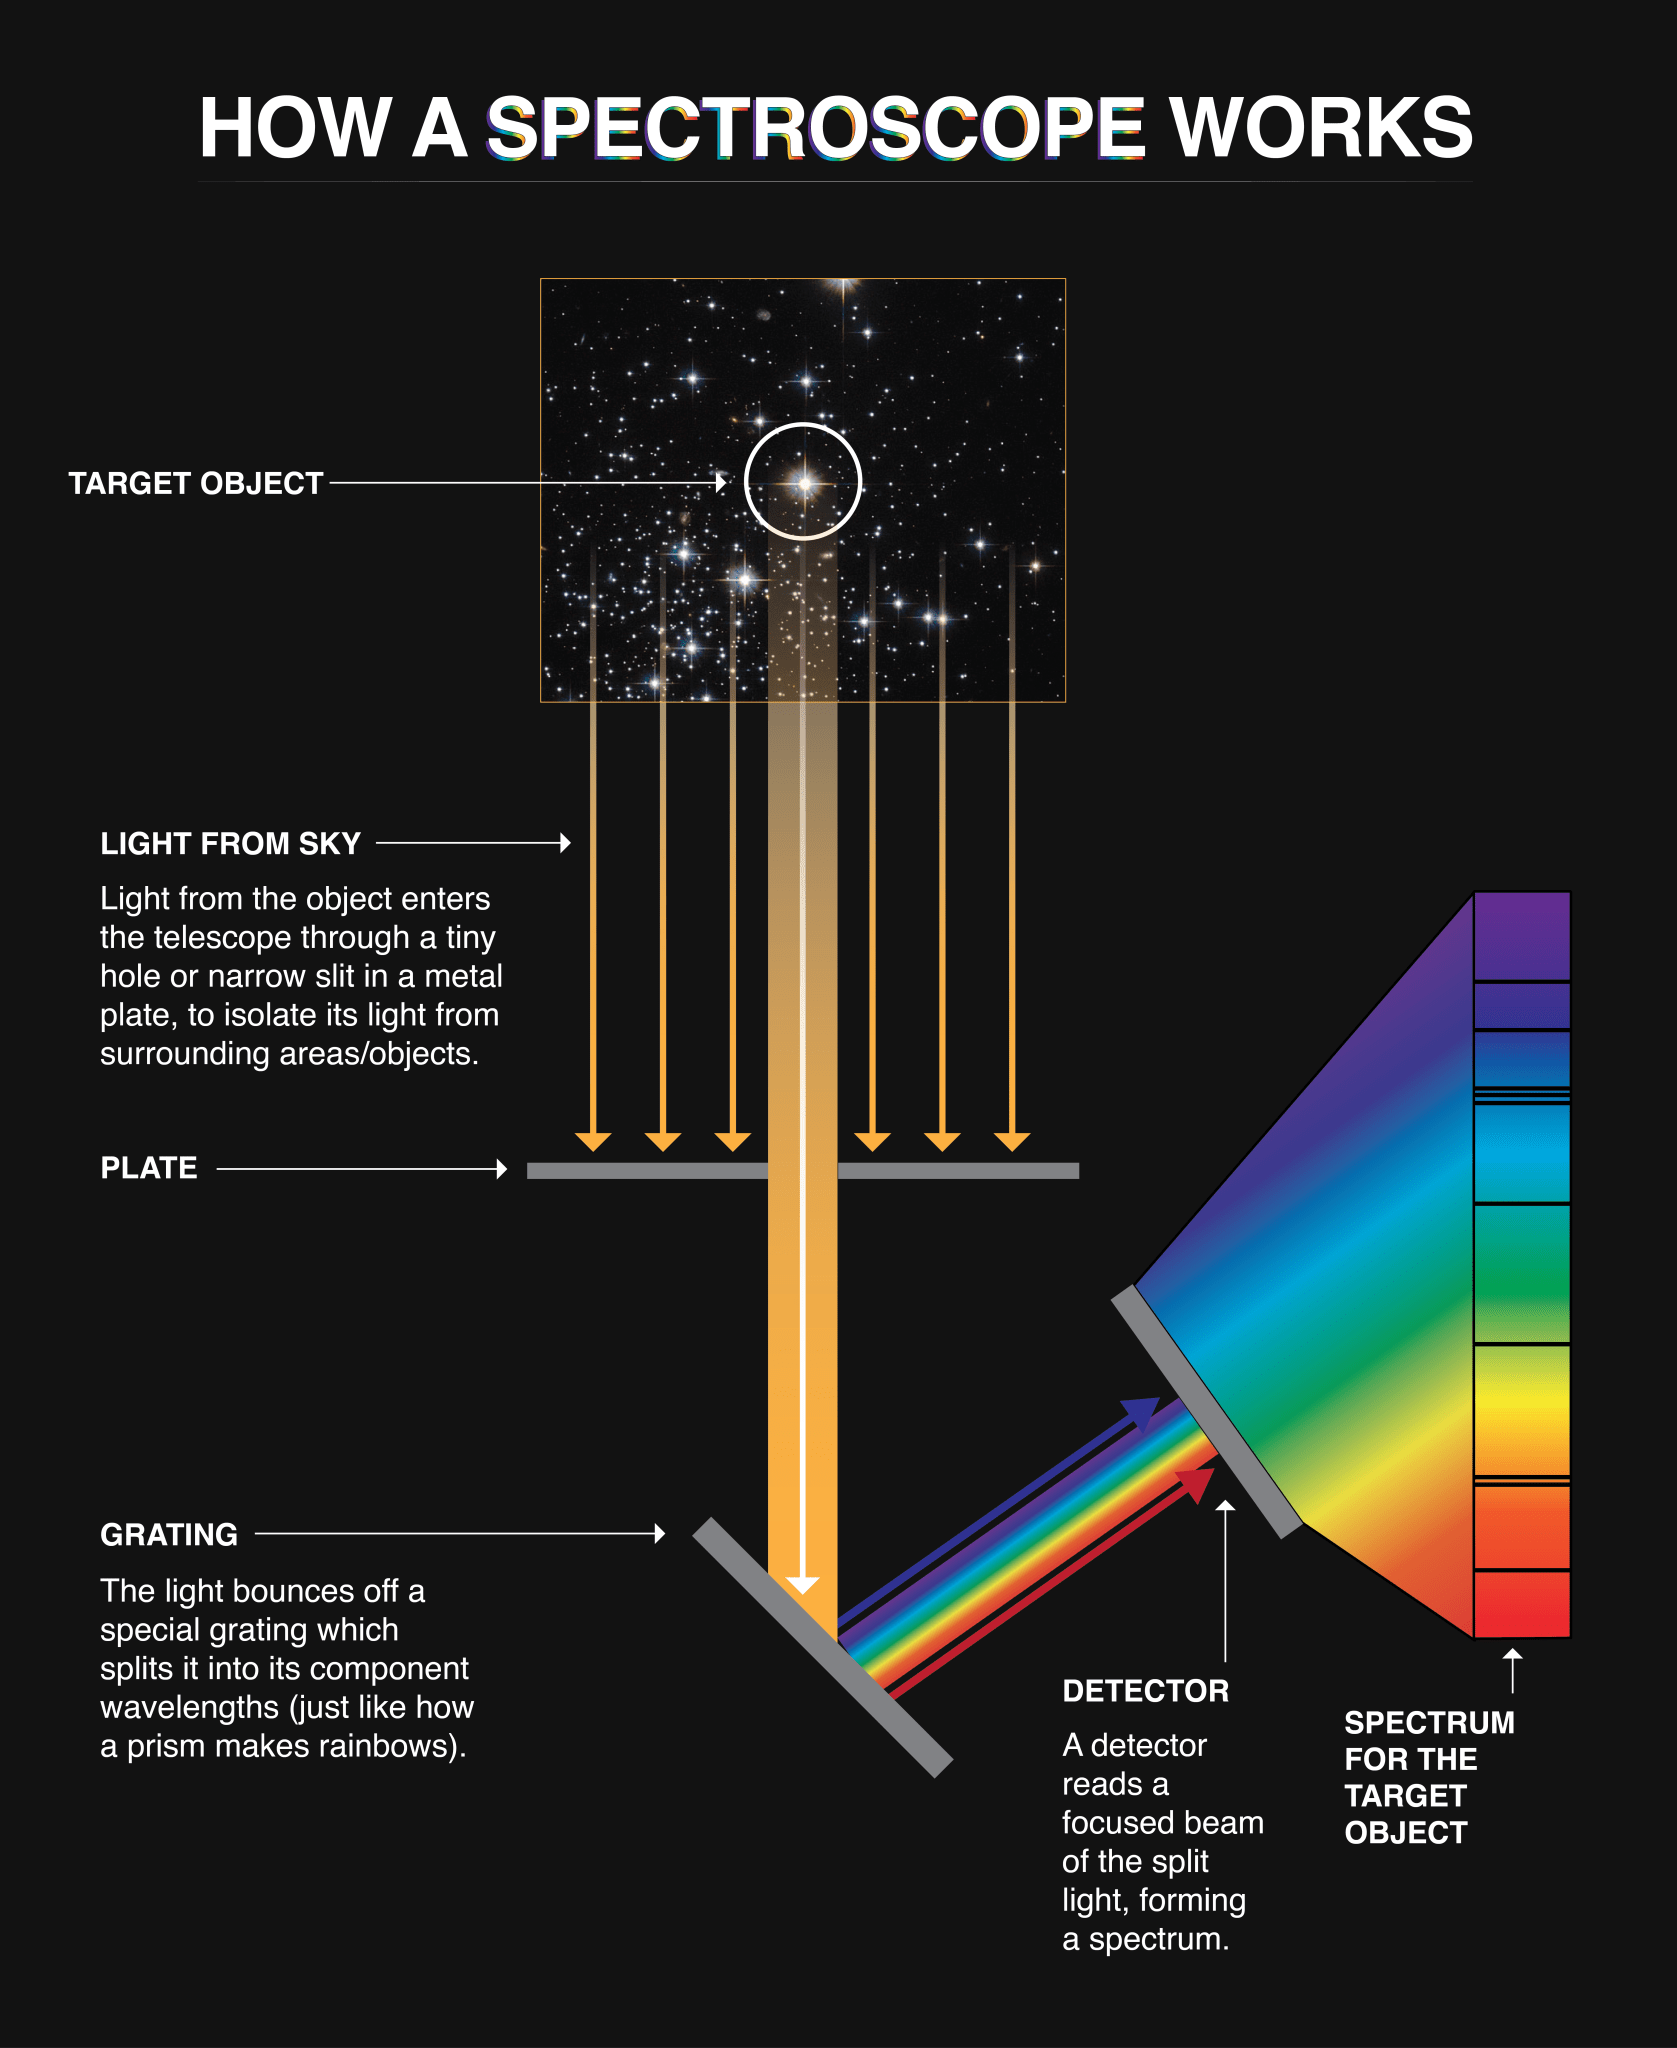 HOW A SPECTROSCOPE WORKS
TARGET OBJECT
LIGHT FROM SKY
Light from the object enters
the telescope through a tiny
hole or narrow slit in a metal
plate, to isolate its light from
surrounding areas/objects.
PLATE
GRATING
The light bounces off a
special grating which
splits it into its component
wavelengths (just like how
a prism makes rainbows).
DETECTOR
A detector
reads a
focused beam
of the split
light, forming
a spectrum.
SPECTRUM
FOR THE
TARGET
OBJECT